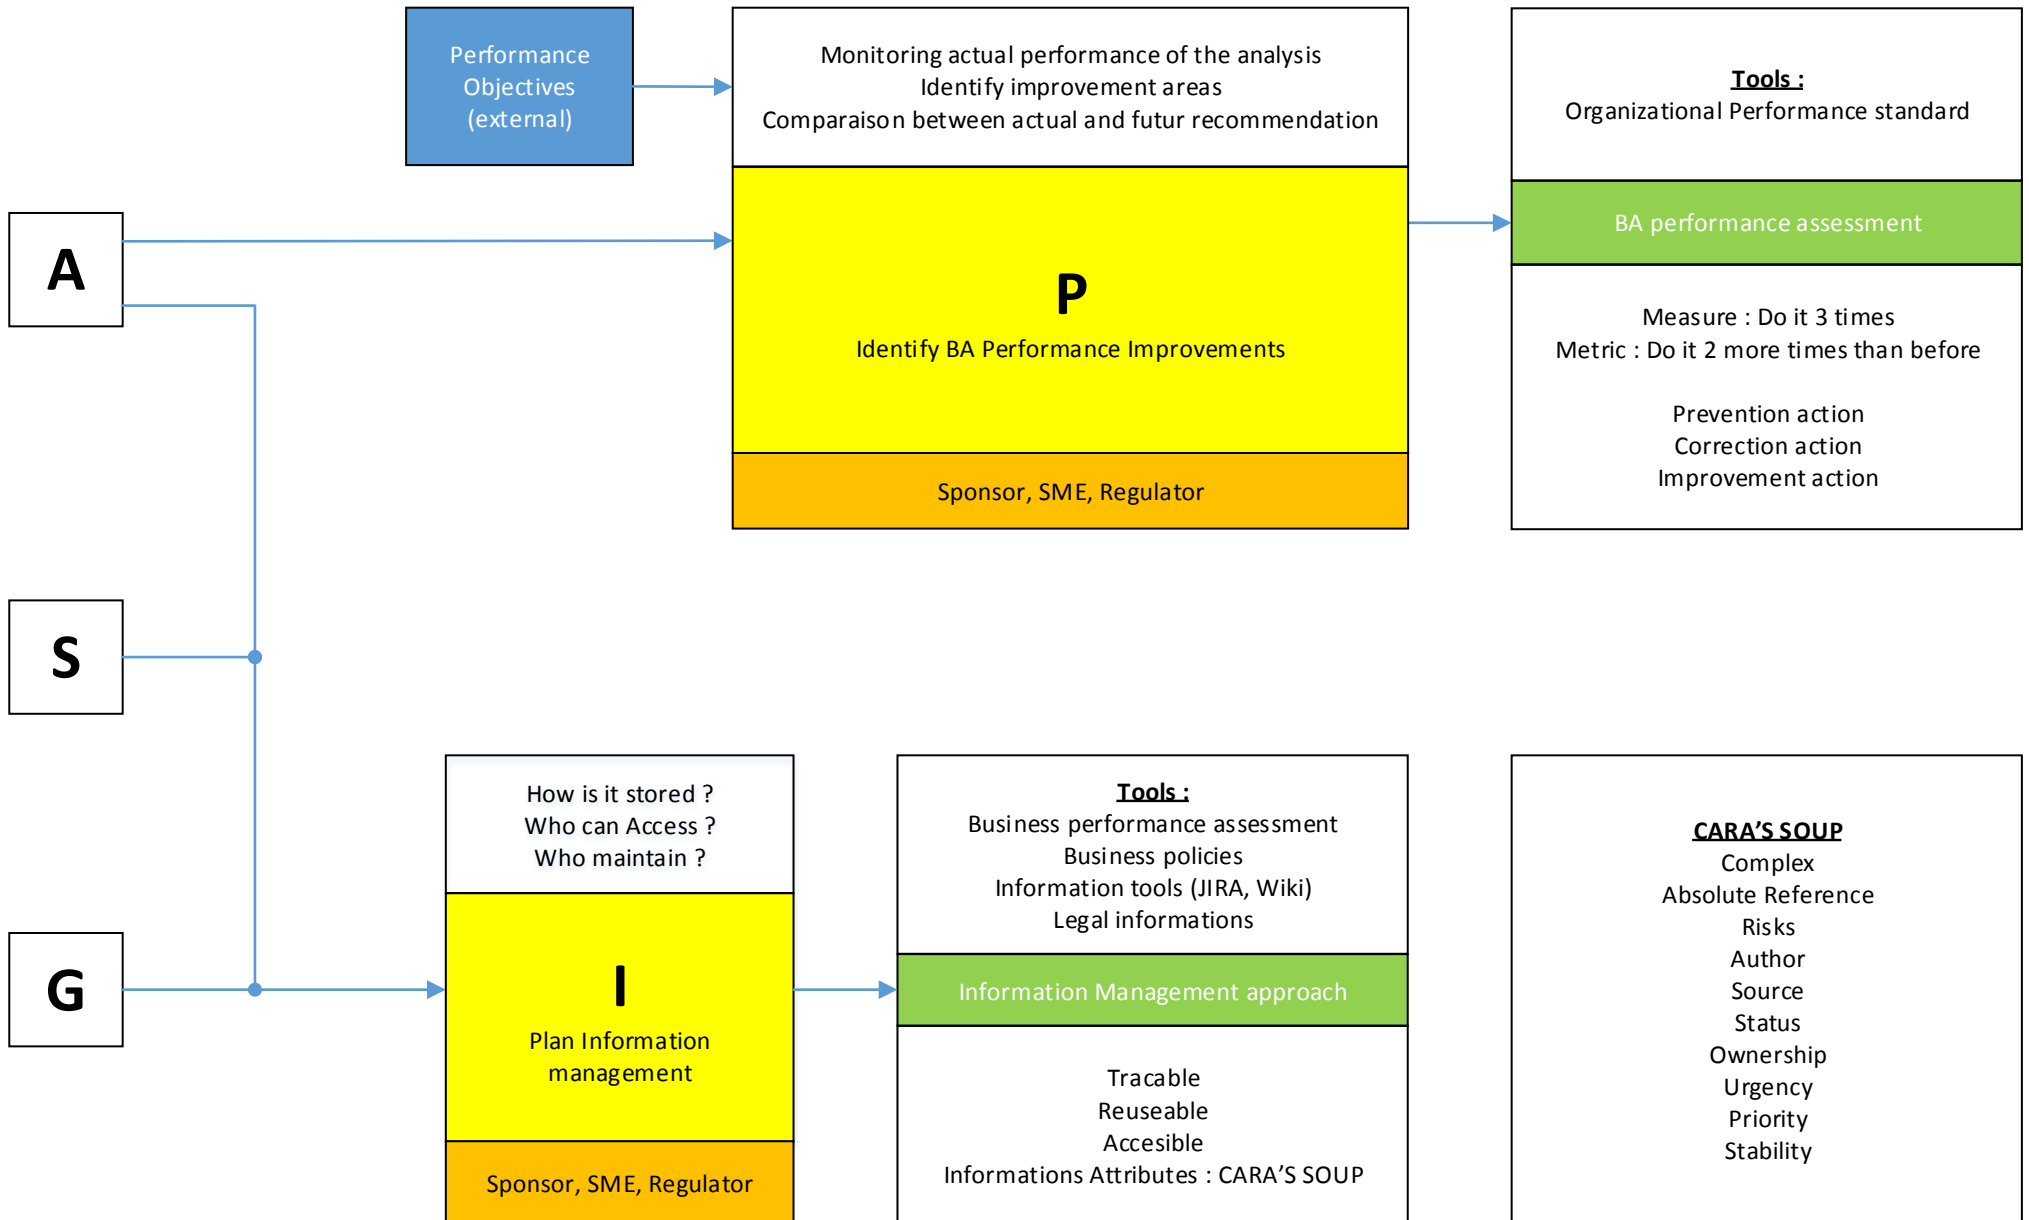 Performance
Objectives
(external)
Monitoring actual performance of the analysis
Identify improvement areas
Comparaison between actual and futur recommendation
Tools :
Organizational Performance standard
A
P
Identify BA Performance Improvements
Sponsor, SME, Regulator
BA performance assessment
Measure : Do it 3 times
Metric : Do it 2 more times than before
Prevention action
Correction action
Improvement action
S
G
How is it stored ?
Who can Access ?
Who maintain ?
I
Plan Information
management
Sponsor, SME, Regulator
Tools :
Business performance assessment
Business policies
Information tools (JIRA, Wiki)
Legal informations
Information Management approach
Tracable
Reuseable
Accesible
Informations Attributes : CARA’S SOUP
CARA’S SOUP
Complex
Absolute Reference
Risks
Author
Source
Status
Ownership
Urgency
Priority
Stability